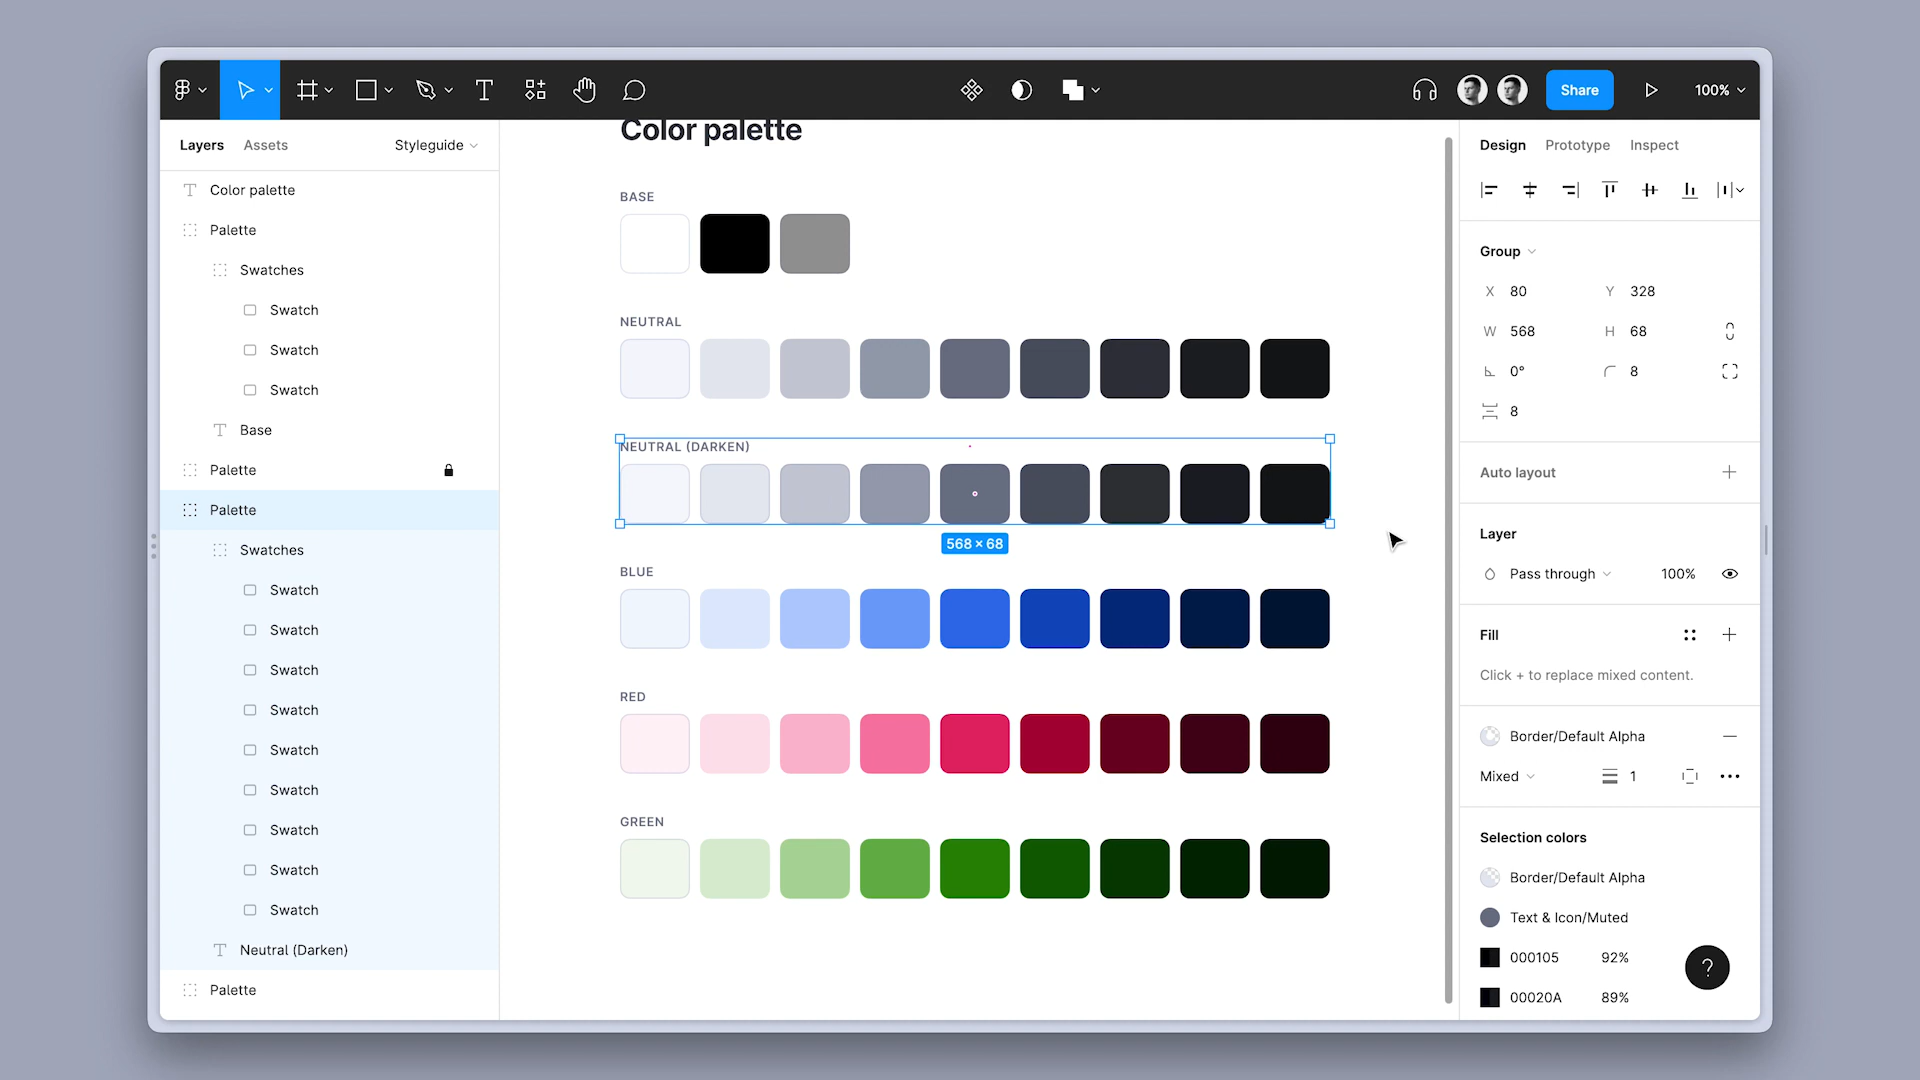 Share
100%
Layers
Assets
Styleguide
Color palette
Palette
Swatches
Swatch
Swatch
Swatch
Base
Palette
Palette
Swatches
Swatch
Swatch
Swatch
Swatch
Swatch
Swatch
Swatch
Swatch
Swatch
Neutral (Darken)
Palette
Color palette
BASE
NEUTRAL
NEUTRAL (DARKEN)
568 × 68
BLUE
RED
GREEN
Design
Prototype
Inspect
Group
X 80
Y 328
W 568
H 68
0°
8
8
Auto layout
Layer
Pass through
100%
Fill
Click + to replace mixed content.
Border/Default Alpha
Mixed
1
Selection colors
Border/Default Alpha
Text & Icon/Muted
000105 92%
00020A 89%
?